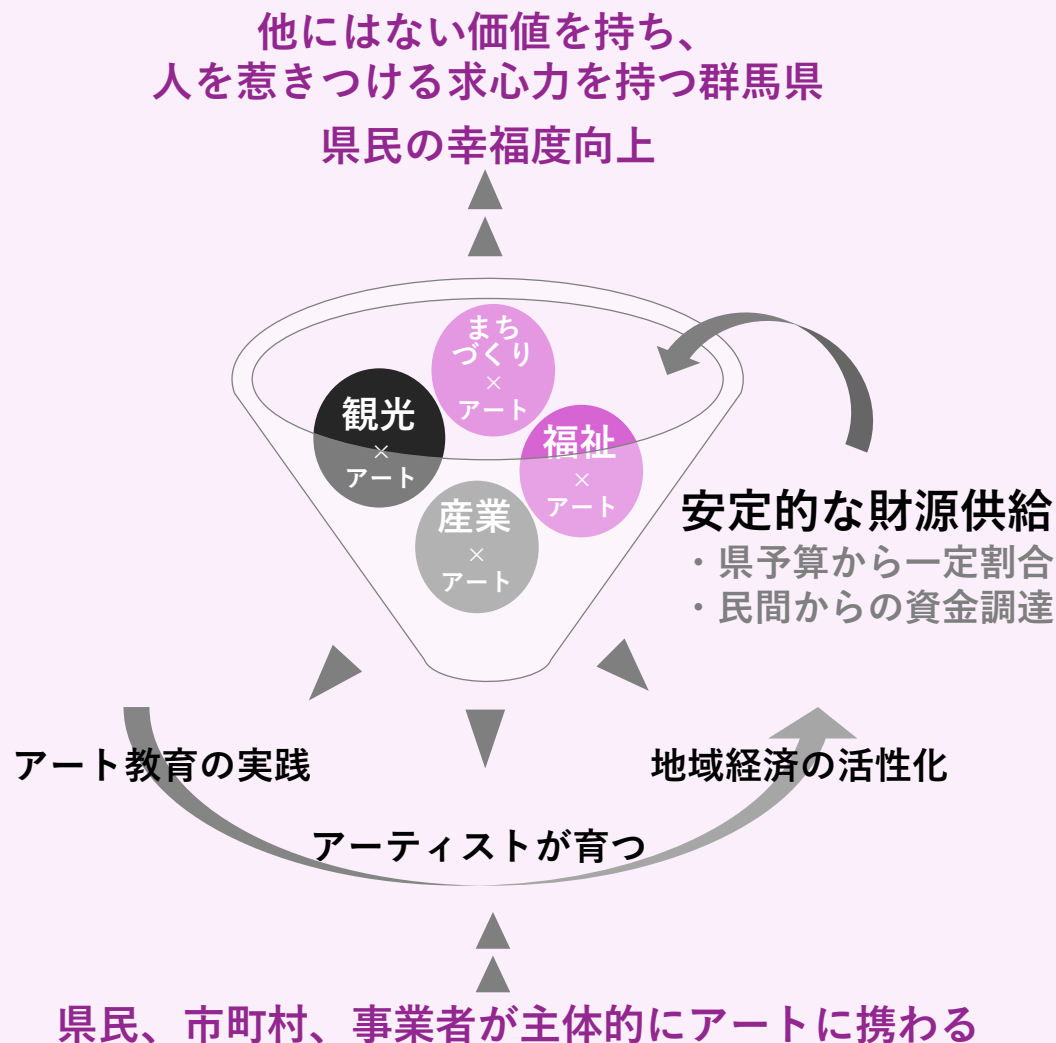 他にはない価値を持ち、
人を惹きつける求心力を持つ群馬県
県民の幸福度向上
まち
づくり
×
アート
観光
×
アート
福祉
×
アート
産業
×
アート
安定的な財源供給
・県予算から一定割合
・民間からの資金調達
アート教育の実践
地域経済の活性化
アーティストが育つ
県民、市町村、事業者が主体的にアートに携わる